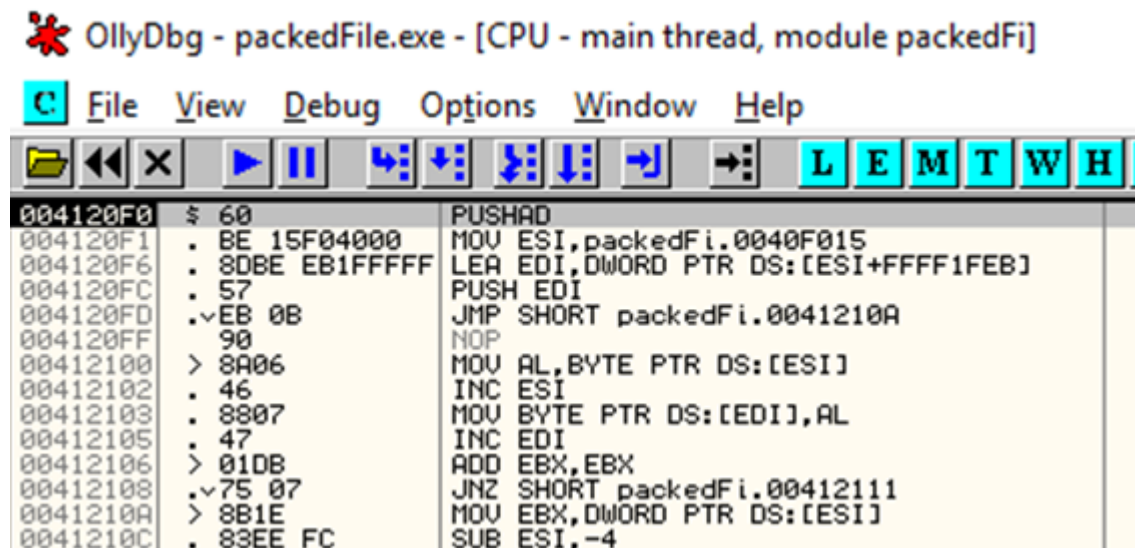 OllyDbg - packedFile.exe - [CPU - main thread, module packedFi]
C File View Debug Options Window Help
L E M T W H
004120F0 $ 60 PUSHAD
004120F1 . BE 15F04000 MOV ESI,packedFi.0040F015
004120F6 . 8DBE EB1FFFFF LEA EDI,DWORD PTR DS:[ESI+FFFF1FEB]
004120FC . 57 PUSH EDI
004120FD .˅EB 0B JMP SHORT packedFi.0041210A
004120FF 90 NOP
00412100 > 8A06 MOV AL,BYTE PTR DS:[ESI]
00412102 . 46 INC ESI
00412103 . 8807 MOV BYTE PTR DS:[EDI],AL
00412105 . 47 INC EDI
00412106 > 01DB ADD EBX,EBX
00412108 .˅75 07 JNZ SHORT packedFi.00412111
0041210A > 8B1E MOV EBX,DWORD PTR DS:[ESI]
0041210C . 83EE FC SUB ESI,-4